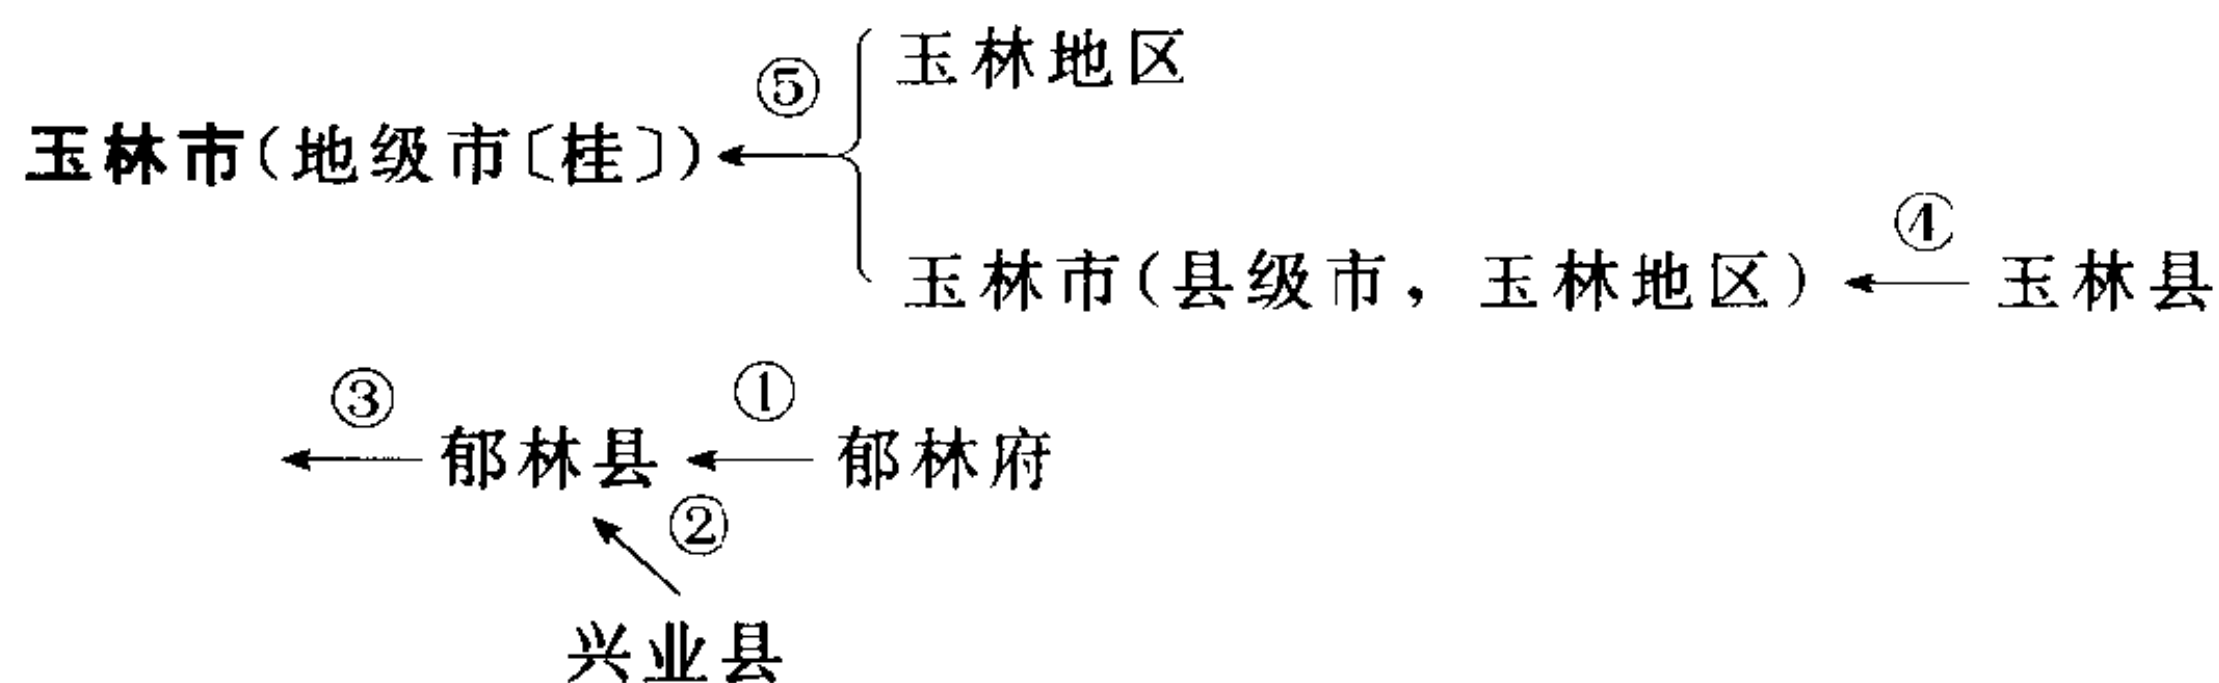 ⑤ 玉林地区
玉林市(地级市〔桂〕)
④
玉林市(县级市，玉林地区) 玉林县
③ ①
郁林县 郁林府
②
兴业县